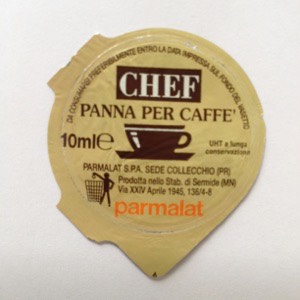 DA CONSUMARSI PREFERIBILMENTE ENTRO LA DATA IMPRESSA SUL FONDO DEL VASETTO
CHEF
PANNA PER CAFFE'
10ml℮
UHT a lunga
conservazione
PARMALAT S.P.A. SEDE COLLECCHIO (PR)
Prodotta nello Stab. di Sermide (MN)
Via XXIV Aprile 1945, 136/4-8
parmalat